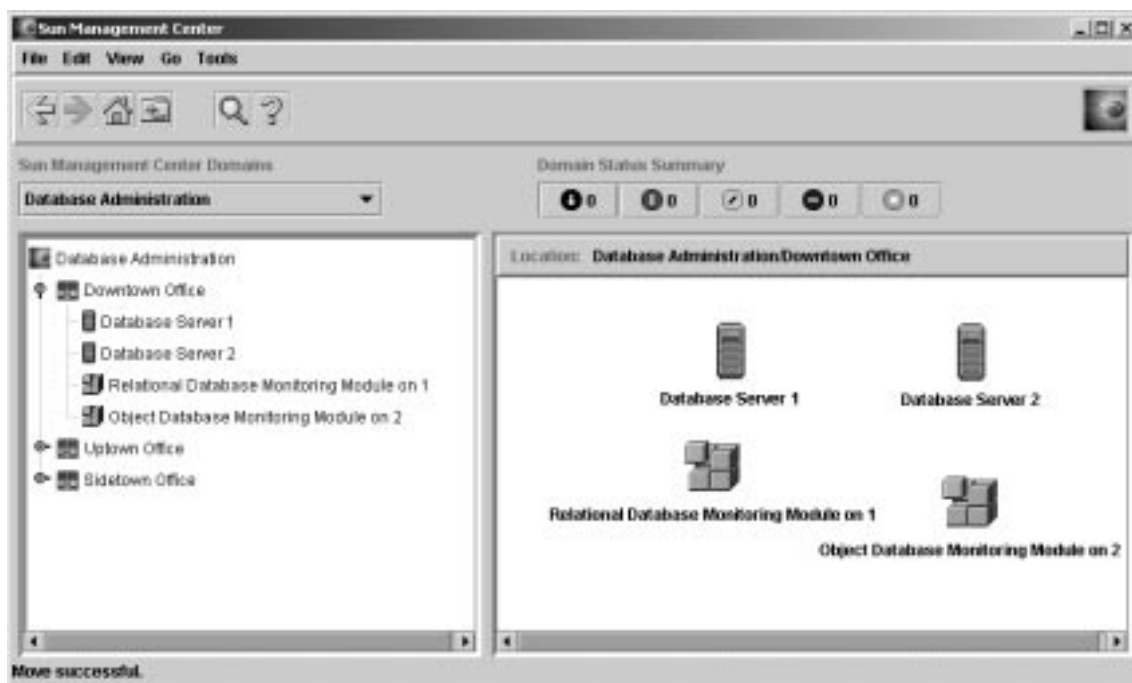 Sun Management Center
File Edit View Go Tools
Sun Management Center Domains
Domain Status Summary
Database Administration
0 0 0 0 0
Database Administration
Downtown Office
Database Server 1
Database Server 2
Relational Database Monitoring Module on 1
Object Database Monitoring Module on 2
Uptown Office
Sidetown Office
Location: Database Administration/Downtown Office
Database Server 1
Database Server 2
Relational Database Monitoring Module on 1
Object Database Monitoring Module on 2
Move successful.